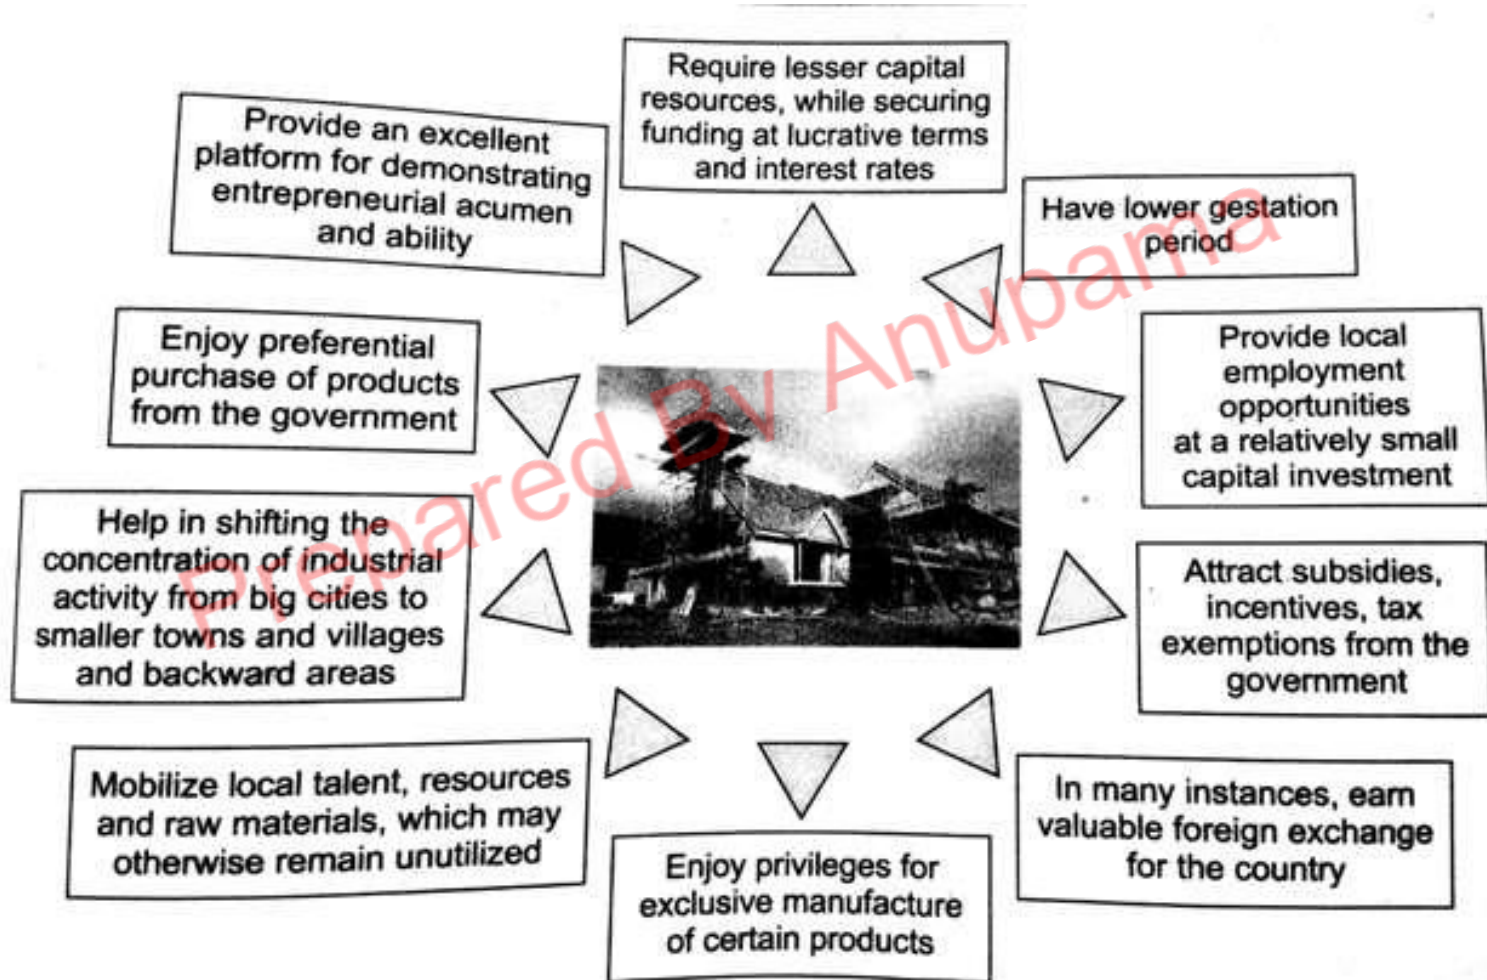 Require lesser capital
resources, while securing
funding at lucrative terms
and interest rates
Provide an excellent
platform for demonstrating
entrepreneurial acumen
and ability
Have lower gestation
period
Enjoy preferential
purchase of products
from the government
Provide local
employment
opportunities
at a relatively small
capital investment
Help in shifting the
concentration of industrial
activity from big cities to
smaller towns and villages
and backward areas
Attract subsidies,
incentives, tax
exemptions from the
government
Mobilize local talent, resources
and raw materials, which may
otherwise remain unutilized
In many instances, earn
valuable foreign exchange
for the country
Enjoy privileges for
exclusive manufacture
of certain products
Prepared By Anupama